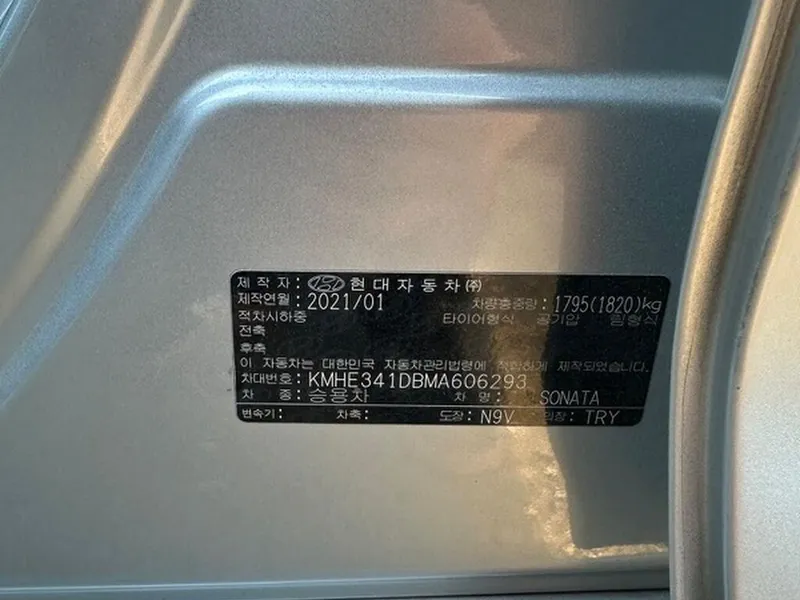 제 작 자 : 현대자동차(주)
제작연월 : 2021/01 차량총중량 : 1795(1820)kg
적차시하중 타이어형식 공기압 림형식
전축
후축
이 자동차는 대한민국 자동차관리법령에 적합하게 제작되었음.
차대번호 : KMHE341DBMA606293
차 종 : 승용차 차 명 : SONATA
변속기 : 차축 : 도장 : N9V 의장 : TRY